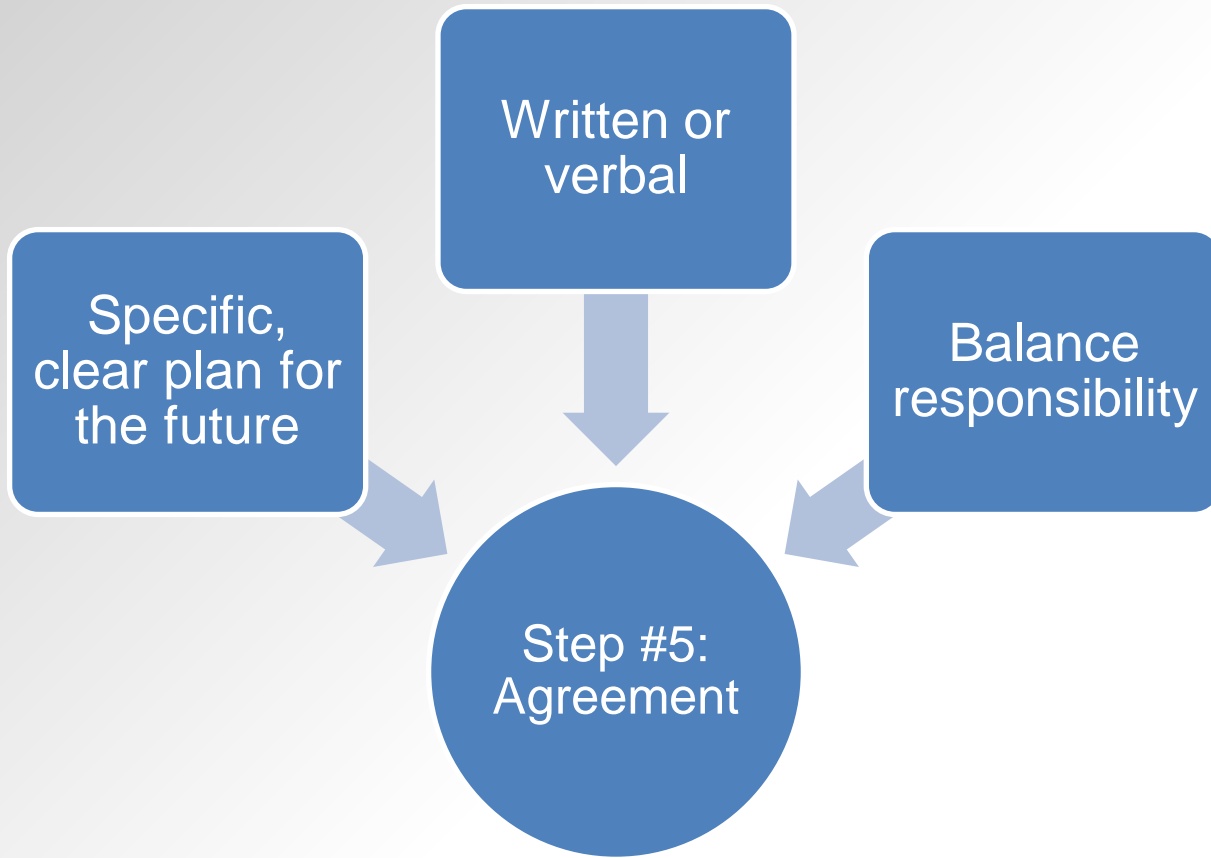 Written or
verbal
Specific,
clear plan for
the future
Balance
responsibility
Step #5:
Agreement